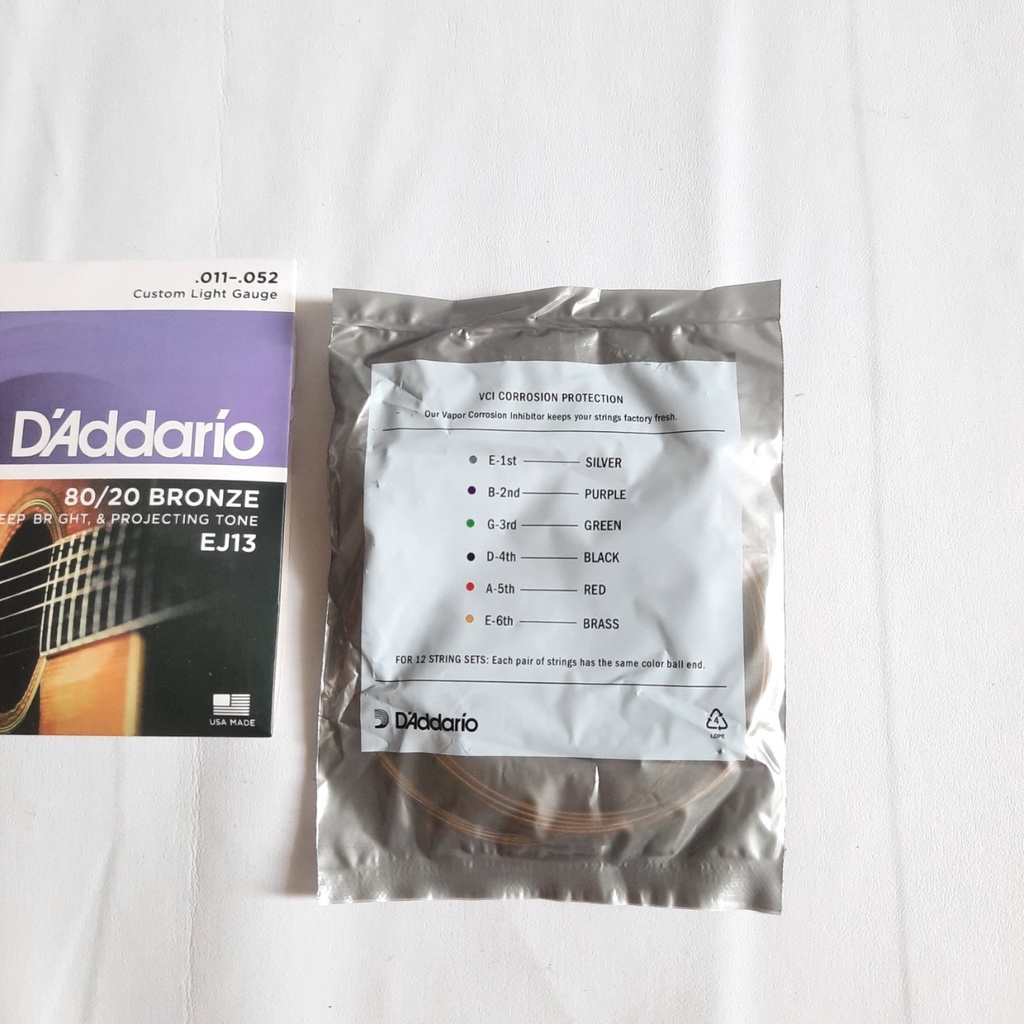 .011–.052
Custom Light Gauge
D'Addario
80/20 BRONZE
EEP BR GHT, & PROJECTING TONE
EJ13
USA MADE
VCI CORROSION PROTECTION
Our Vapor Corrosion Inhibitor keeps your strings factory fresh.
E-1st SILVER
B-2nd PURPLE
G-3rd GREEN
D-4th BLACK
A-5th RED
E-6th BRASS
FOR 12 STRING SETS: Each pair of strings has the same color ball end.
D'Addario
4
LDPE